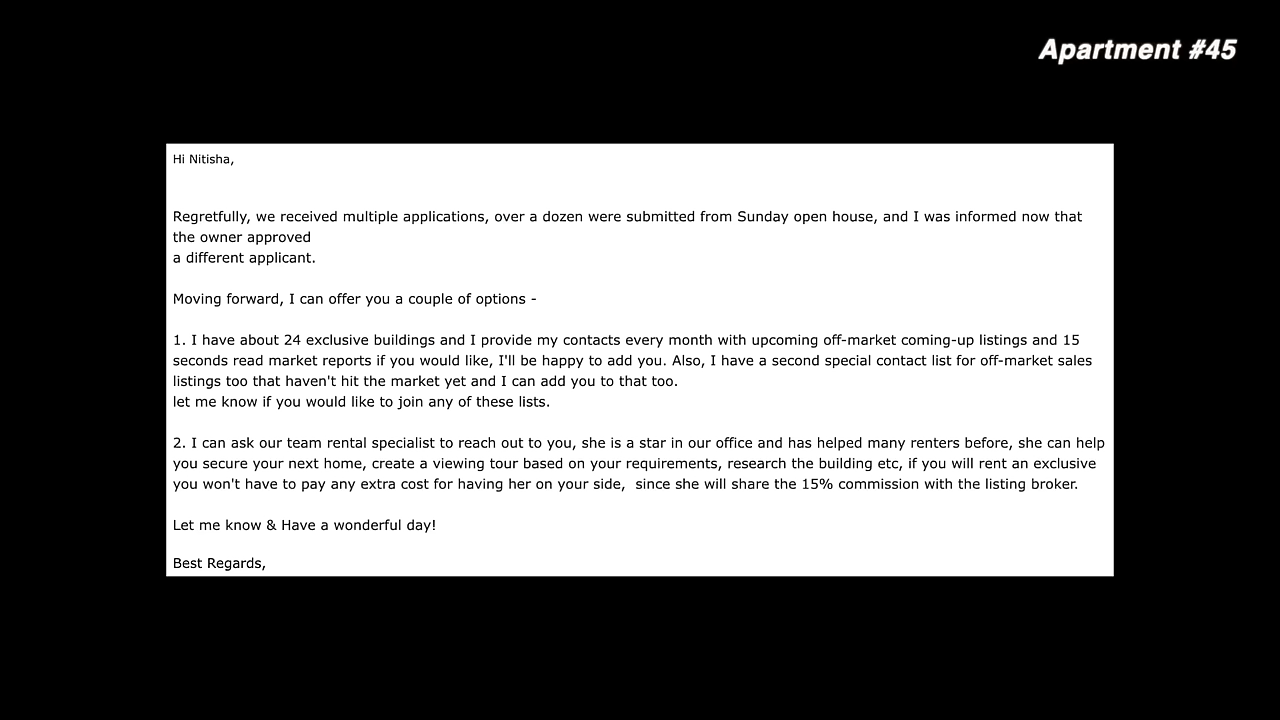 Apartment #45
Hi Nitisha,
Regretfully, we received multiple applications, over a dozen were submitted from Sunday open house, and I was informed now that
the owner approved
a different applicant.
Moving forward, I can offer you a couple of options -
1. I have about 24 exclusive buildings and I provide my contacts every month with upcoming off-market coming-up listings and 15
seconds read market reports if you would like, I'll be happy to add you. Also, I have a second special contact list for off-market sales
listings too that haven't hit the market yet and I can add you to that too.
let me know if you would like to join any of these lists.
2. I can ask our team rental specialist to reach out to you, she is a star in our office and has helped many renters before, she can help
you secure your next home, create a viewing tour based on your requirements, research the building etc, if you will rent an exclusive
you won't have to pay any extra cost for having her on your side,  since she will share the 15% commission with the listing broker.
Let me know & Have a wonderful day!
Best Regards,